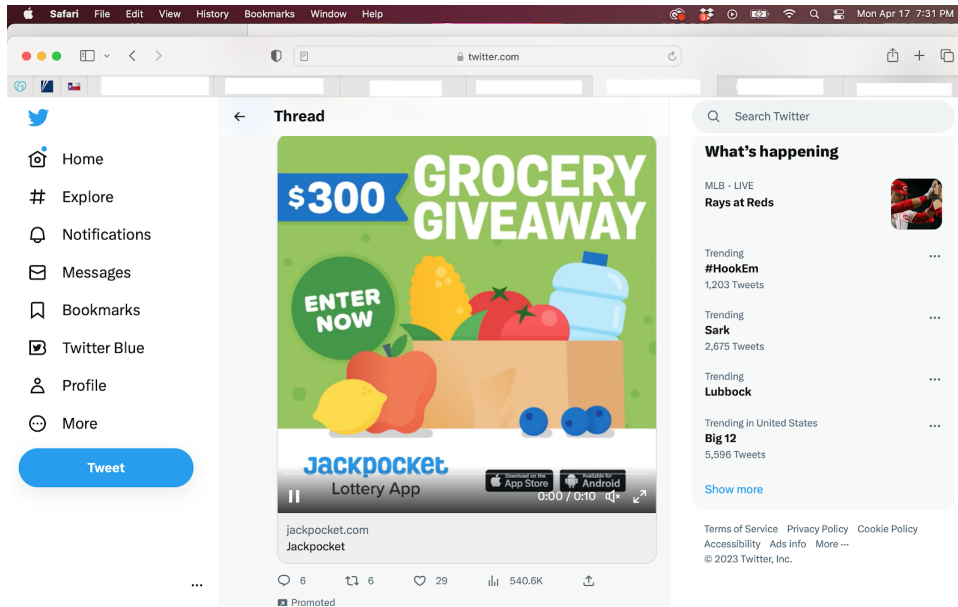 Safari File Edit View History Bookmarks Window Help
Mon Apr 17 7:31 PM
twitter.com
Thread
Search Twitter
Home
Explore
Notifications
Messages
Bookmarks
Twitter Blue
Profile
More
Tweet
$300
GROCERY
GIVEAWAY
ENTER
NOW
Jackpocket
Lottery App
Download on the
App Store
Available for
Android
0:00 / 0:10
jackpocket.com
Jackpocket
6 6 29 540.6K
Promoted
What's happening
MLB · LIVE
Rays at Reds
Trending
#HookEm
1,203 Tweets
Trending
Sark
2,675 Tweets
Trending
Lubbock
Trending in United States
Big 12
5,596 Tweets
Show more
Terms of Service Privacy Policy Cookie Policy
Accessibility Ads info More ···
© 2023 Twitter, Inc.